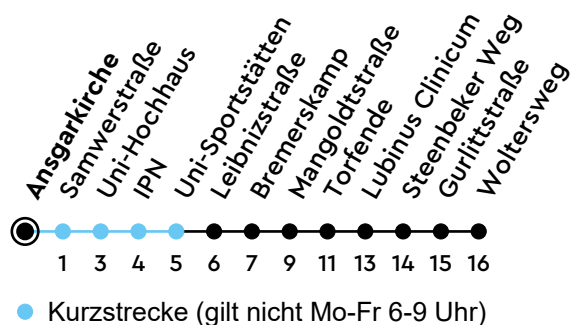 Ansgarkirche
Samwerstraße
Uni-Hochhaus
IPN
Uni-Sportstätten
Leibnizstraße
Bremerskamp
Mangoldtstraße
Torfende
Lubinus Clinicum
Steenbeker Weg
Gurlittstraße
Woltersweg
1 3 4 5 6 7 9 11 13 14 15 16
Kurzstrecke (gilt nicht Mo-Fr 6-9 Uhr)